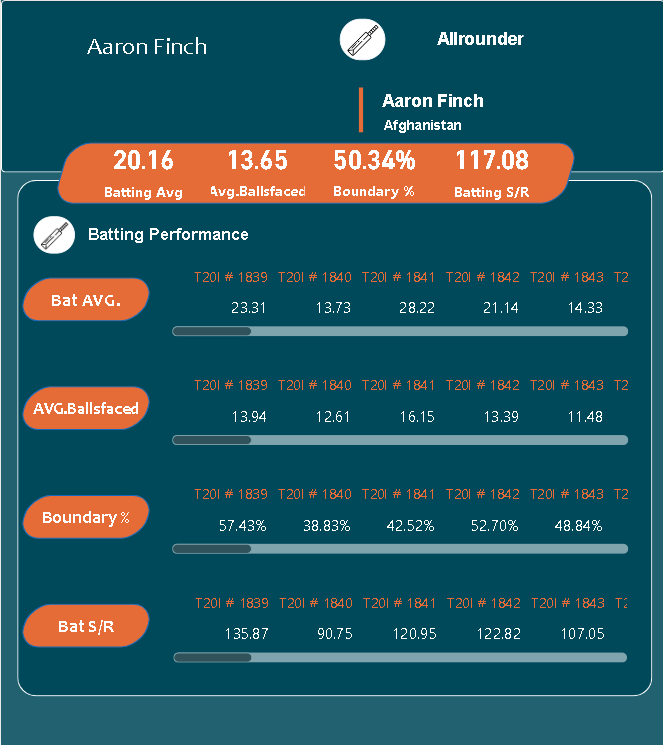 Aaron Finch
Allrounder
Aaron Finch
Afghanistan
20.16 13.65 50.34% 117.08
Batting Avg Avg.Ballsfaced Boundary % Batting S/R
Batting Performance
T20I # 1839 T20I # 1840 T20I # 1841 T20I # 1842 T20I # 1843 T2
Bat AVG.
23.31 13.73 28.22 21.14 14.33
T20I # 1839 T20I # 1840 T20I # 1841 T20I # 1842 T20I # 1843 T2
AVG.Ballsfaced
13.94 12.61 16.15 13.39 11.48
T20I # 1839 T20I # 1840 T20I # 1841 T20I # 1842 T20I # 1843 T2
Boundary %
57.43% 38.83% 42.52% 52.70% 48.84%
T20I # 1839 T20I # 1840 T20I # 1841 T20I # 1842 T20I # 1843 T2
Bat S/R
135.87 90.75 120.95 122.82 107.05